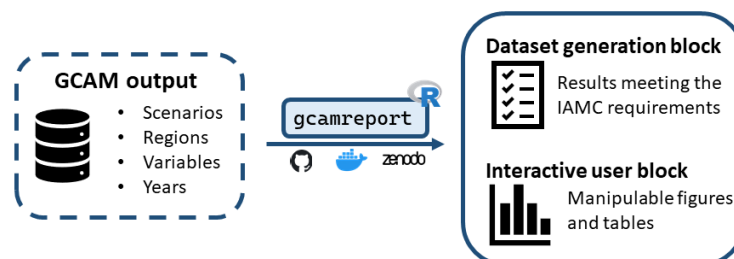 GCAM output
• Scenarios
• Regions
• Variables
• Years
R
gcamreport
zenodo
Dataset generation block
Results meeting the
IAMC requirements
Interactive user block
Manipulable figures
and tables